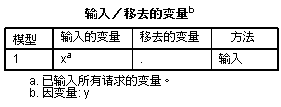 输入／移去的变量b
模型 输入的变量 移去的变量 方法
1 xa . 输入
a. 已输入所有请求的变量。
b. 因变量: y